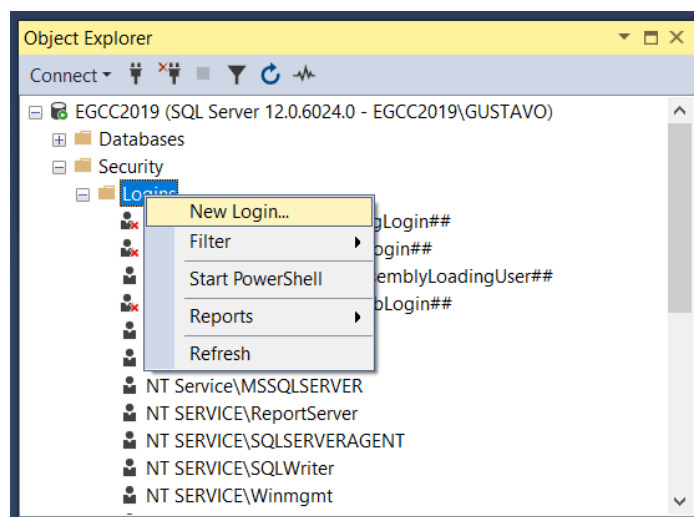 Object Explorer
Connect
EGCC2019 (SQL Server 12.0.6024.0 - EGCC2019\GUSTAVO)
Databases
Security
Logins
New Login...
gLogin##
Filter
ogin##
Start PowerShell
emblyLoadingUser##
Reports
bLogin##
Refresh
NT Service\MSSQLSERVER
NT SERVICE\ReportServer
NT SERVICE\SQLSERVERAGENT
NT SERVICE\SQLWriter
NT SERVICE\Winmgmt